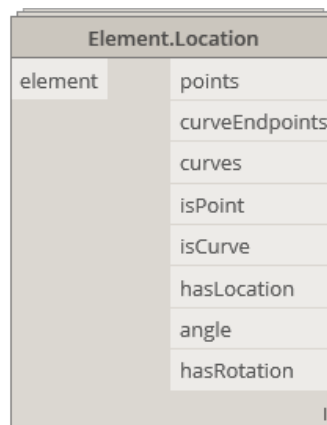 Element.Location
element
points
curveEndpoints
curves
isPoint
isCurve
hasLocation
angle
hasRotation